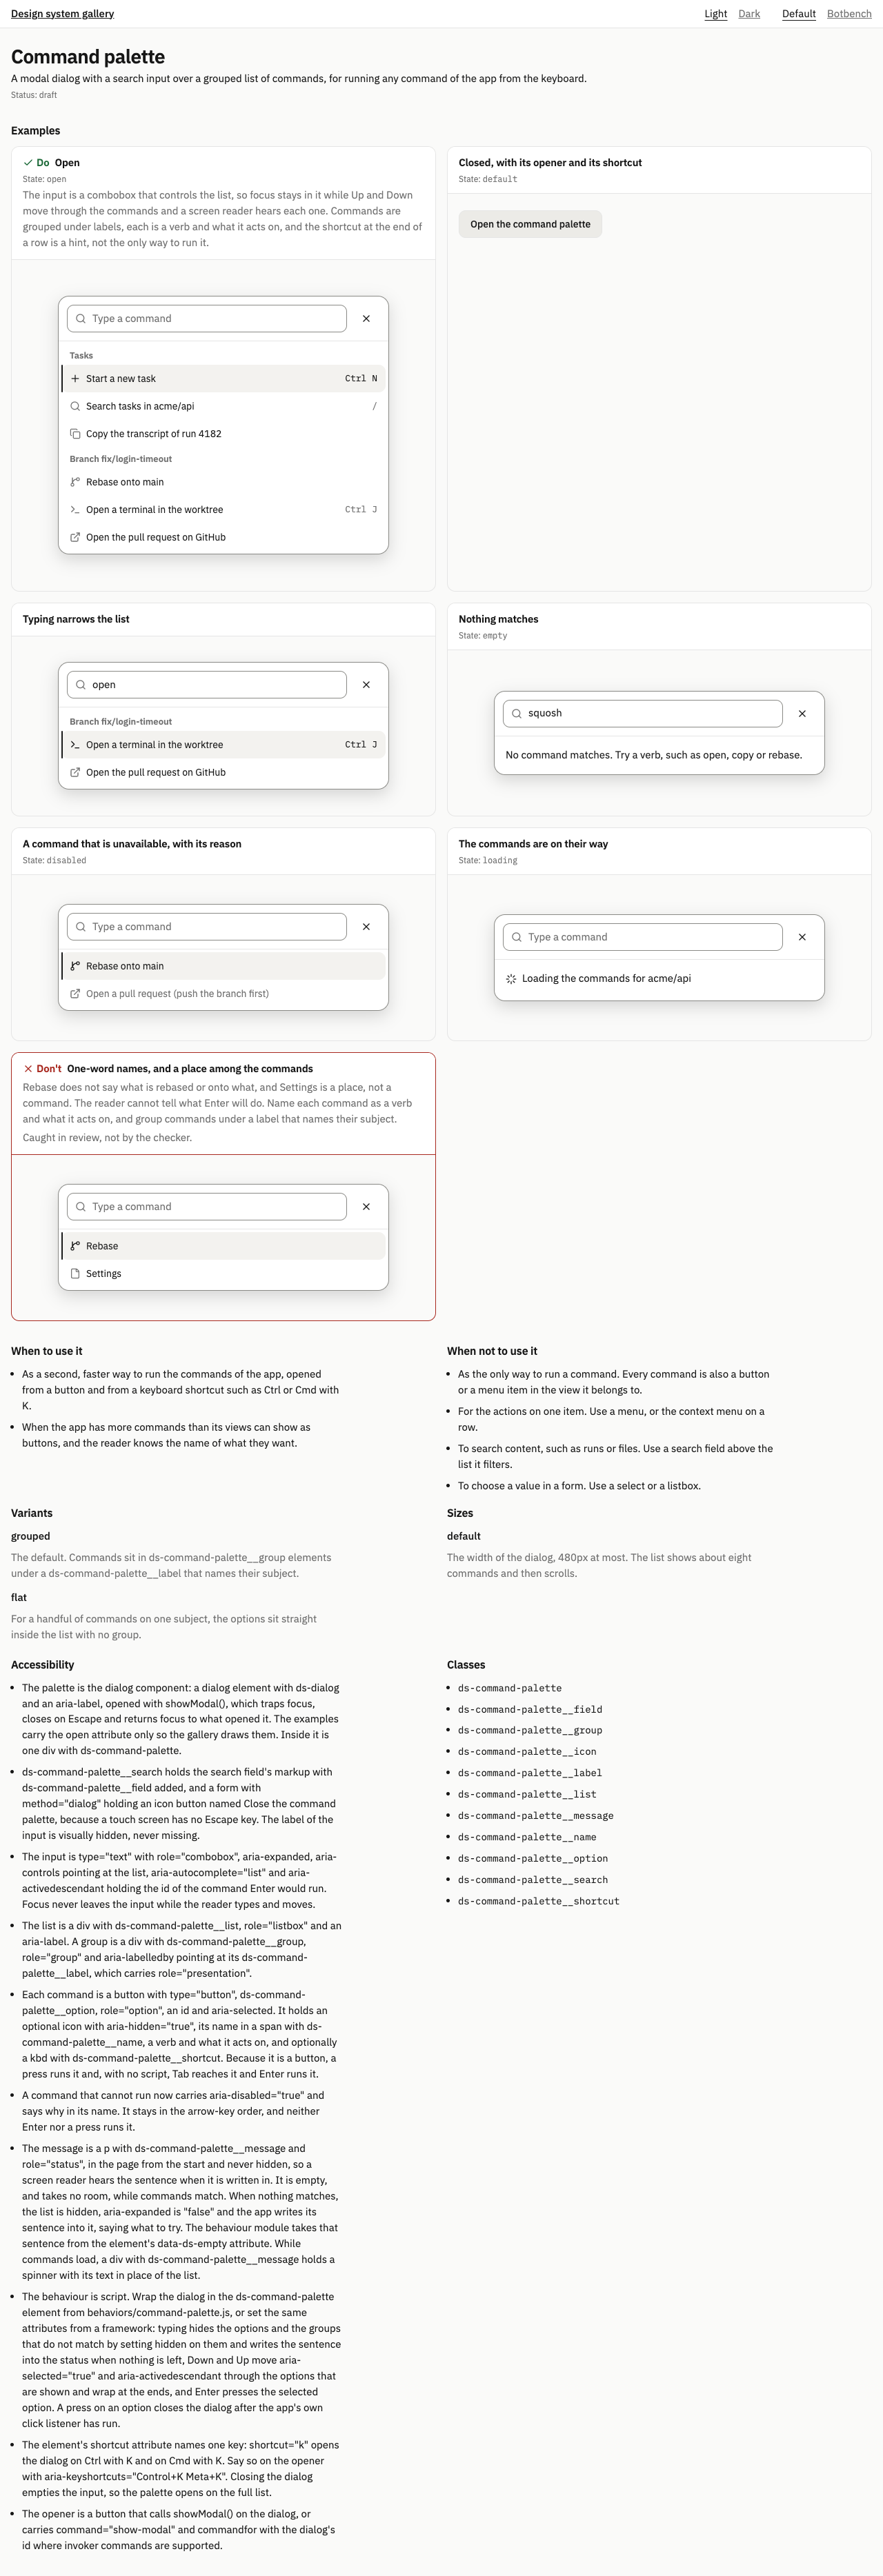 Design system gallery
Light Dark Default Botbench
Command palette
A modal dialog with a search input over a grouped list of commands, for running any command of the app from the keyboard.
Status: draft
Examples
Do Open
State: open
The input is a combobox that controls the list, so focus stays in it while Up and Down
move through the commands and a screen reader hears each one. Commands are
grouped under labels, each is a verb and what it acts on, and the shortcut at the end of
a row is a hint, not the only way to run it.
Type a command
Tasks
Start a new task Ctrl N
Search tasks in acme/api /
Copy the transcript of run 4182
Branch fix/login-timeout
Rebase onto main
Open a terminal in the worktree Ctrl J
Open the pull request on GitHub
Closed, with its opener and its shortcut
State: default
Open the command palette
Typing narrows the list
open
Branch fix/login-timeout
Open a terminal in the worktree Ctrl J
Open the pull request on GitHub
Nothing matches
State: empty
squosh
No command matches. Try a verb, such as open, copy or rebase.
A command that is unavailable, with its reason
State: disabled
Type a command
Rebase onto main
Open a pull request (push the branch first)
The commands are on their way
State: loading
Type a command
Loading the commands for acme/api
Don't One-word names, and a place among the commands
Rebase does not say what is rebased or onto what, and Settings is a place, not a
command. The reader cannot tell what Enter will do. Name each command as a verb
and what it acts on, and group commands under a label that names their subject.
Caught in review, not by the checker.
Type a command
Rebase
Settings
When to use it
As a second, faster way to run the commands of the app, opened
from a button and from a keyboard shortcut such as Ctrl or Cmd with
K.
When the app has more commands than its views can show as
buttons, and the reader knows the name of what they want.
When not to use it
As the only way to run a command. Every command is also a button
or a menu item in the view it belongs to.
For the actions on one item. Use a menu, or the context menu on a
row.
To search content, such as runs or files. Use a search field above the
list it filters.
To choose a value in a form. Use a select or a listbox.
Variants
grouped
The default. Commands sit in ds-command-palette__group elements
under a ds-command-palette__label that names their subject.
flat
For a handful of commands on one subject, the options sit straight
inside the list with no group.
Sizes
default
The width of the dialog, 480px at most. The list shows about eight
commands and then scrolls.
Accessibility
The palette is the dialog component: a dialog element with ds-dialog
and an aria-label, opened with showModal(), which traps focus,
closes on Escape and returns focus to what opened it. The examples
carry the open attribute only so the gallery draws them. Inside it is
one div with ds-command-palette.
ds-command-palette__search holds the search field's markup with
ds-command-palette__field added, and a form with
method="dialog" holding an icon button named Close the command
palette, because a touch screen has no Escape key. The label of the
input is visually hidden, never missing.
The input is type="text" with role="combobox", aria-expanded, aria-
controls pointing at the list, aria-autocomplete="list" and aria-
activedescendant holding the id of the command Enter would run.
Focus never leaves the input while the reader types and moves.
The list is a div with ds-command-palette__list, role="listbox" and an
aria-label. A group is a div with ds-command-palette__group,
role="group" and aria-labelledby pointing at its ds-command-
palette__label, which carries role="presentation".
Each command is a button with type="button", ds-command-
palette__option, role="option", an id and aria-selected. It holds an
optional icon with aria-hidden="true", its name in a span with ds-
command-palette__name, a verb and what it acts on, and optionally
a kbd with ds-command-palette__shortcut. Because it is a button, a
press runs it and, with no script, Tab reaches it and Enter runs it.
A command that cannot run now carries aria-disabled="true" and
says why in its name. It stays in the arrow-key order, and neither
Enter nor a press runs it.
The message is a p with ds-command-palette__message and
role="status", in the page from the start and never hidden, so a
screen reader hears the sentence when it is written in. It is empty,
and takes no room, while commands match. When nothing matches,
the list is hidden, aria-expanded is "false" and the app writes its
sentence into it, saying what to try. The behaviour module takes that
sentence from the element's data-ds-empty attribute. While
commands load, a div with ds-command-palette__message holds a
spinner with its text in place of the list.
The behaviour is script. Wrap the dialog in the ds-command-palette
element from behaviors/command-palette.js, or set the same
attributes from a framework: typing hides the options and the groups
that do not match by setting hidden on them and writes the sentence
into the status when nothing is left, Down and Up move aria-
selected="true" and aria-activedescendant through the options that
are shown and wrap at the ends, and Enter presses the selected
option. A press on an option closes the dialog after the app's own
click listener has run.
The element's shortcut attribute names one key: shortcut="k" opens
the dialog on Ctrl with K and on Cmd with K. Say so on the opener
with aria-keyshortcuts="Control+K Meta+K". Closing the dialog
empties the input, so the palette opens on the full list.
The opener is a button that calls showModal() on the dialog, or
carries command="show-modal" and commandfor with the dialog's
id where invoker commands are supported.
Classes
ds-command-palette
ds-command-palette__field
ds-command-palette__group
ds-command-palette__icon
ds-command-palette__label
ds-command-palette__list
ds-command-palette__message
ds-command-palette__name
ds-command-palette__option
ds-command-palette__search
ds-command-palette__shortcut